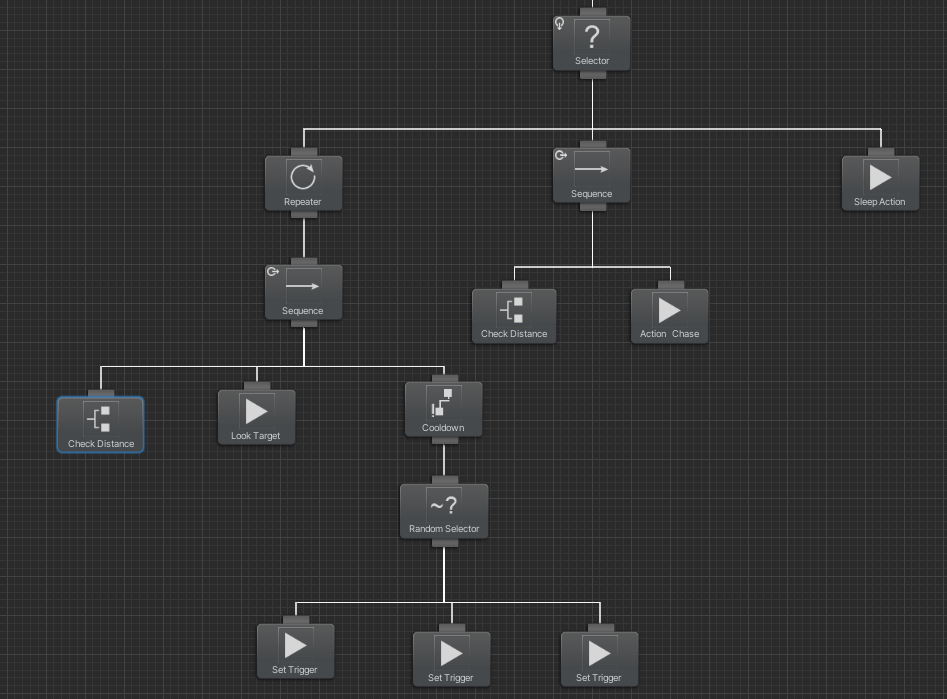 ?
Selector
Repeater
Sequence
Sleep Action
Sequence
Check Distance
Action Chase
Check Distance
Look Target
Cooldown
~?
Random Selector
Set Trigger
Set Trigger
Set Trigger